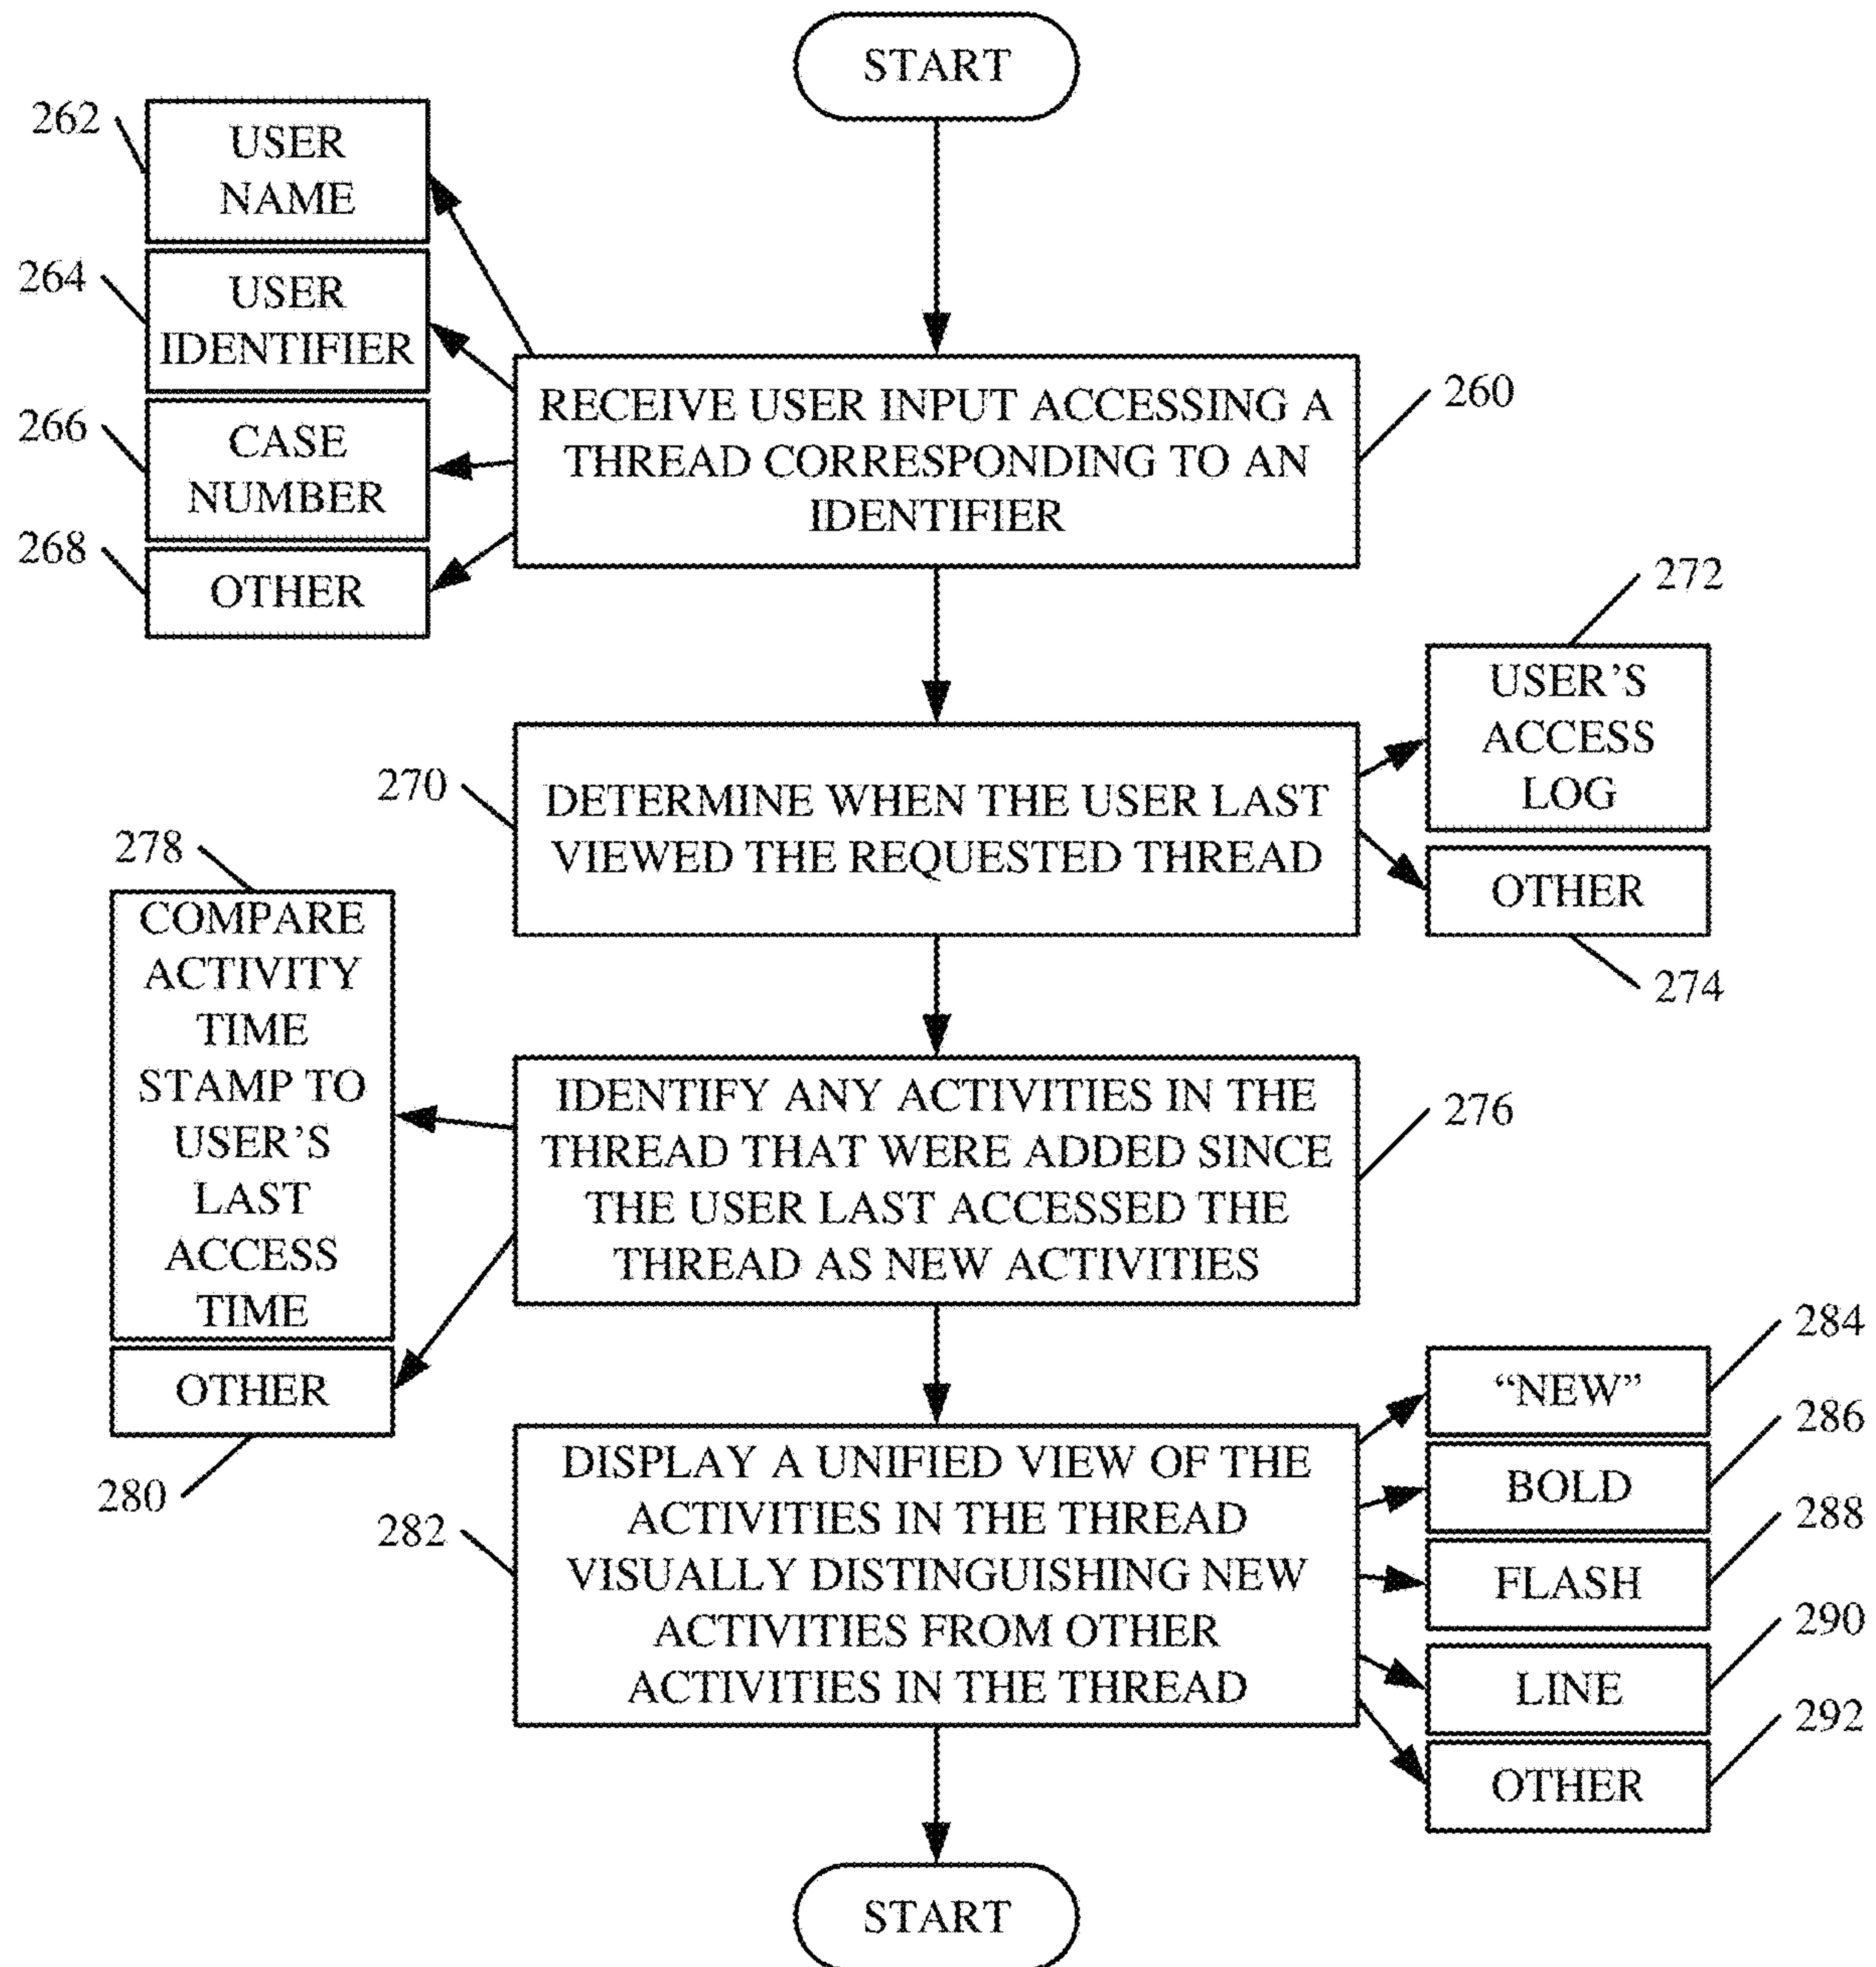 START
262
USER
NAME
264
USER
IDENTIFIER
266
CASE
NUMBER
268
OTHER
RECEIVE USER INPUT ACCESSING A
THREAD CORRESPONDING TO AN
IDENTIFIER
260
272
USER'S
ACCESS
LOG
270
DETERMINE WHEN THE USER LAST
VIEWED THE REQUESTED THREAD
OTHER
274
278
COMPARE
ACTIVITY
TIME
STAMP TO
USER'S
LAST
ACCESS
TIME
OTHER
280
IDENTIFY ANY ACTIVITIES IN THE
THREAD THAT WERE ADDED SINCE
THE USER LAST ACCESSED THE
THREAD AS NEW ACTIVITIES
276
282
DISPLAY A UNIFIED VIEW OF THE
ACTIVITIES IN THE THREAD
VISUALLY DISTINGUISHING NEW
ACTIVITIES FROM OTHER
ACTIVITIES IN THE THREAD
284
“NEW”
286
BOLD
288
FLASH
290
LINE
292
OTHER
START